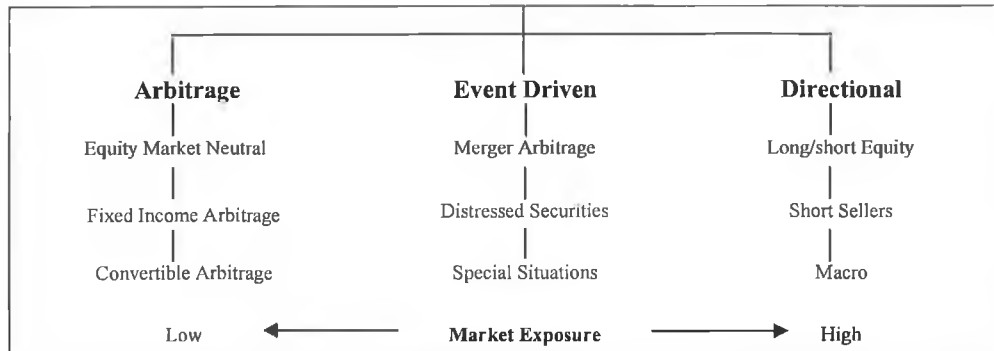 Arbitrage Event Driven Directional
Equity Market Neutral Merger Arbitrage Long/short Equity
Fixed Income Arbitrage Distressed Securities Short Sellers
Convertible Arbitrage Special Situations Macro
Low Market Exposure High